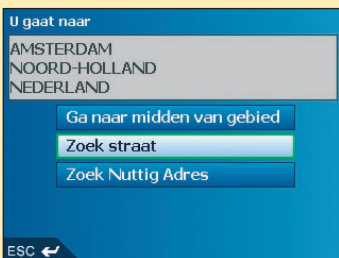 U gaat naar
AMSTERDAM
NOORD-HOLLAND
NEDERLAND
Ga naar midden van gebied
Zoek straat
Zoek Nuttig Adres
ESC